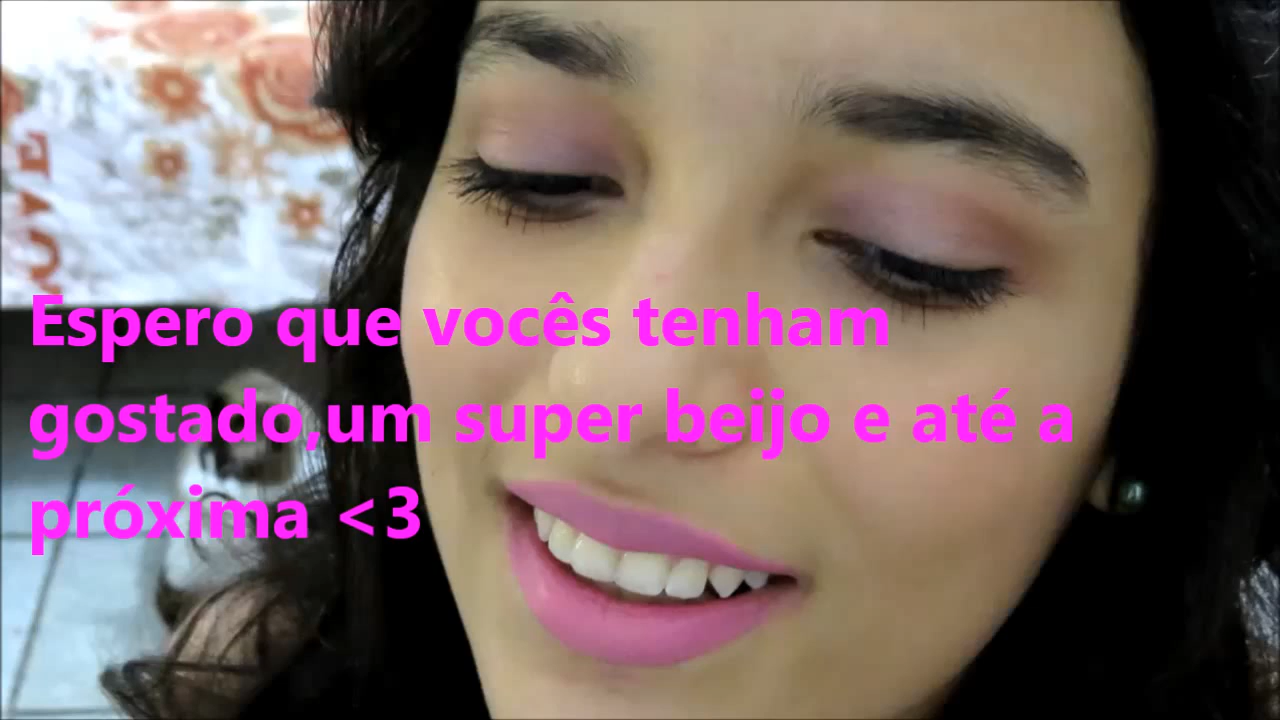 Espero que vocês tenham
gostado,um super beijo e até a
próxima <3